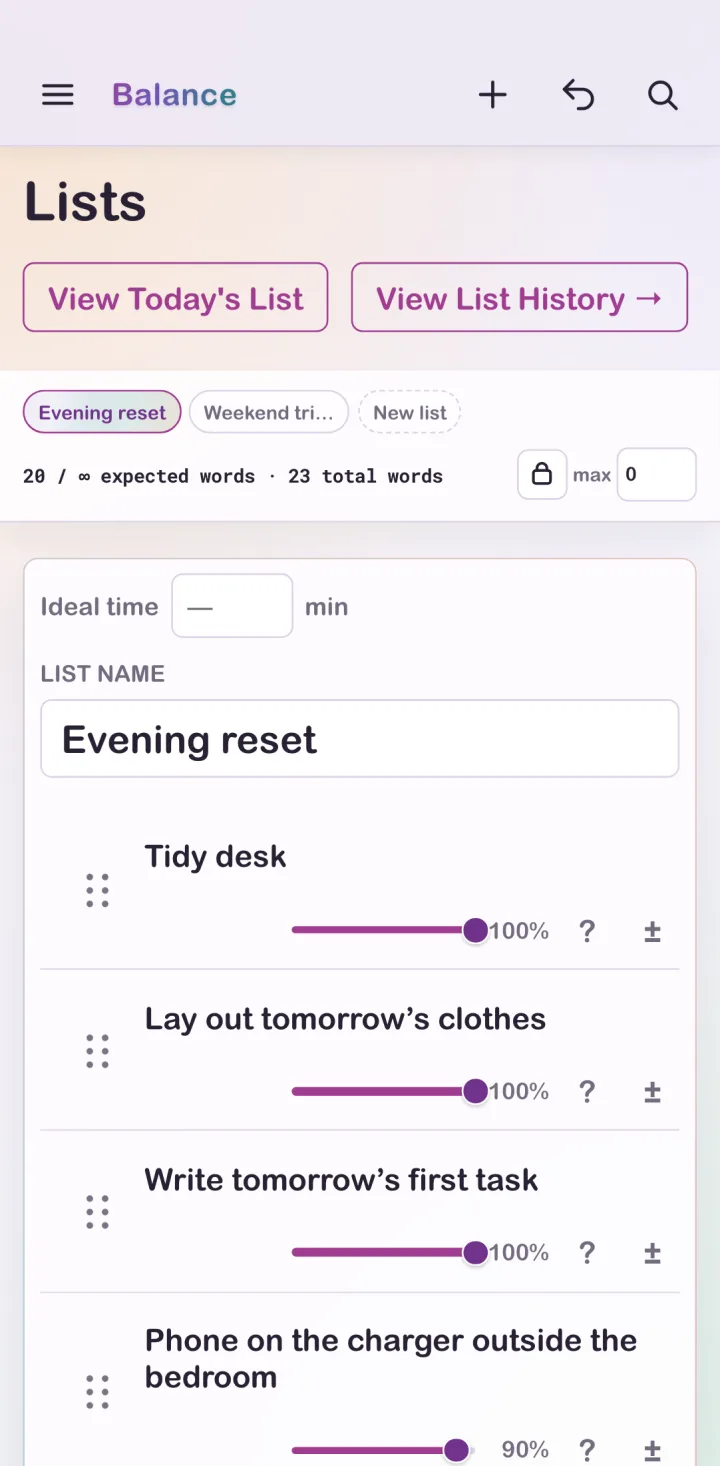 Balance
Lists
View Today's List
View List History →
Evening reset
Weekend tri...
New list
20 / ∞ expected words · 23 total words
max 0
Ideal time — min
LIST NAME
Evening reset
Tidy desk
100% ? ±
Lay out tomorrow’s clothes
100% ? ±
Write tomorrow’s first task
100% ? ±
Phone on the charger outside the
bedroom
90% ? ±